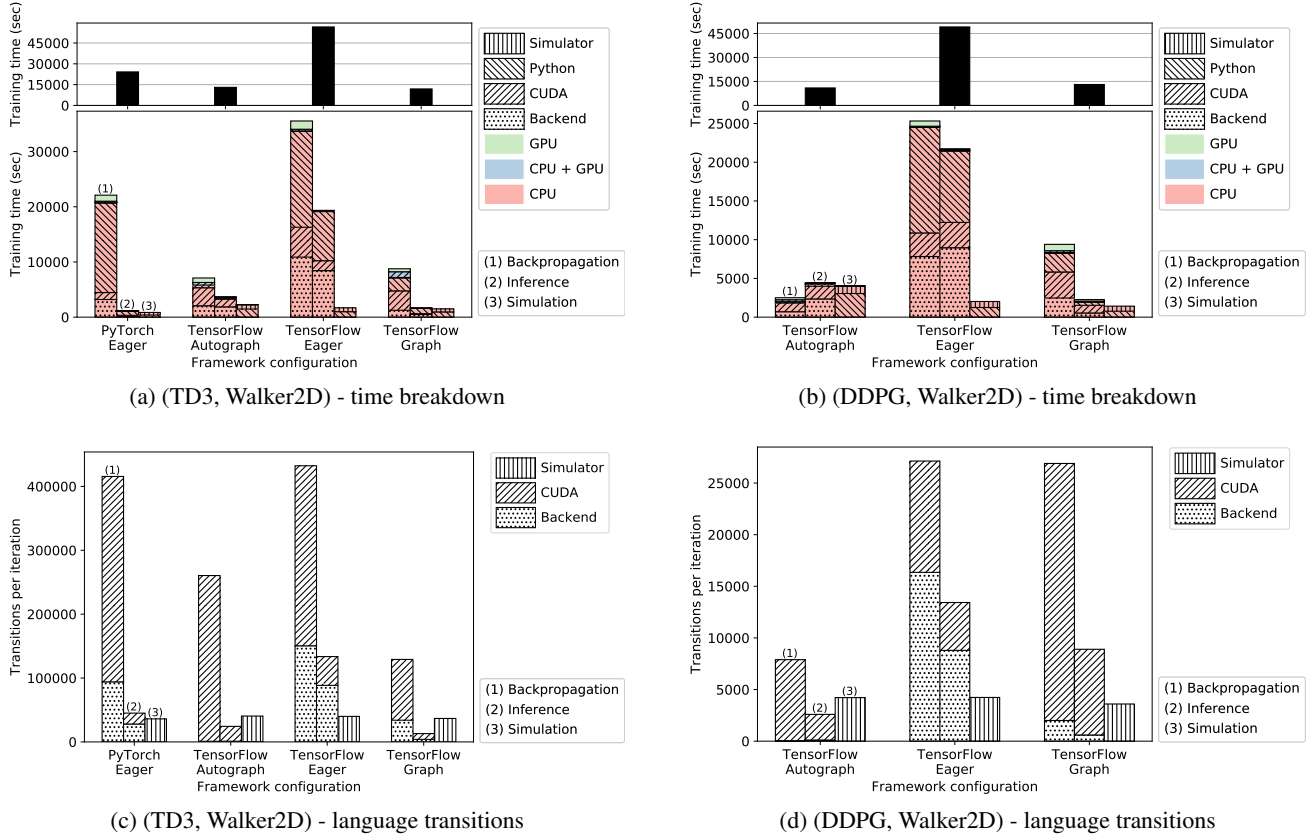 Training time (sec)
45000
30000
15000
0
Training time (sec)
30000
20000
10000
0
(1)
(2)
(3)
PyTorch
Eager
TensorFlow
Autograph
TensorFlow
Eager
TensorFlow
Graph
Framework configuration
Simulator
Python
CUDA
Backend
GPU
CPU + GPU
CPU
(1) Backpropagation
(2) Inference
(3) Simulation
(a) (TD3, Walker2D) - time breakdown
Training time (sec)
45000
30000
15000
0
Training time (sec)
25000
20000
15000
10000
5000
0
(1)
(2)
(3)
TensorFlow
Autograph
TensorFlow
Eager
TensorFlow
Graph
Framework configuration
Simulator
Python
CUDA
Backend
GPU
CPU + GPU
CPU
(1) Backpropagation
(2) Inference
(3) Simulation
(b) (DDPG, Walker2D) - time breakdown
Transitions per iteration
400000
300000
200000
100000
0
(1)
(2)
(3)
PyTorch
Eager
TensorFlow
Autograph
TensorFlow
Eager
TensorFlow
Graph
Framework configuration
Simulator
CUDA
Backend
(1) Backpropagation
(2) Inference
(3) Simulation
(c) (TD3, Walker2D) - language transitions
Transitions per iteration
25000
20000
15000
10000
5000
0
(1)
(2)
(3)
TensorFlow
Autograph
TensorFlow
Eager
TensorFlow
Graph
Framework configuration
Simulator
CUDA
Backend
(1) Backpropagation
(2) Inference
(3) Simulation
(d) (DDPG, Walker2D) - language transitions